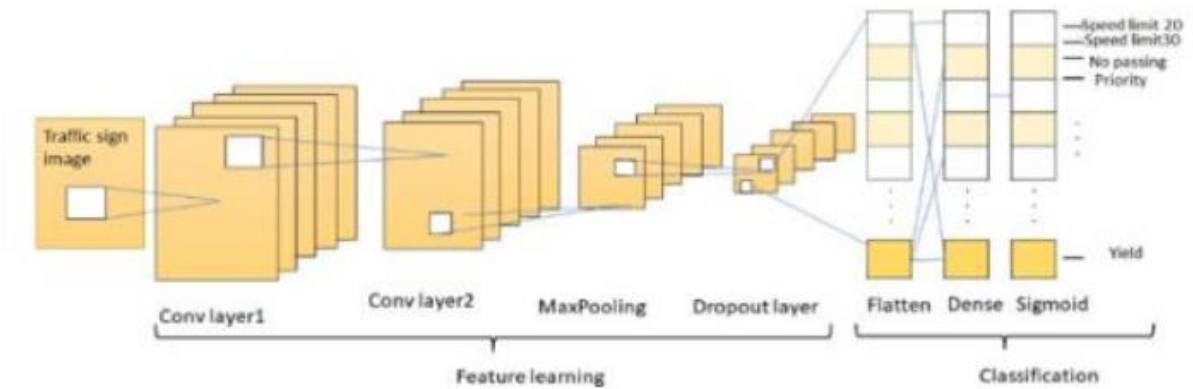 Traffic sign
image
Conv layer1
Conv layer2
MaxPooling
Dropout layer
Feature learning
Flatten
Dense
Sigmoid
Speed limit 20
Speed limit30
No passing
Priority
Yield
Classification